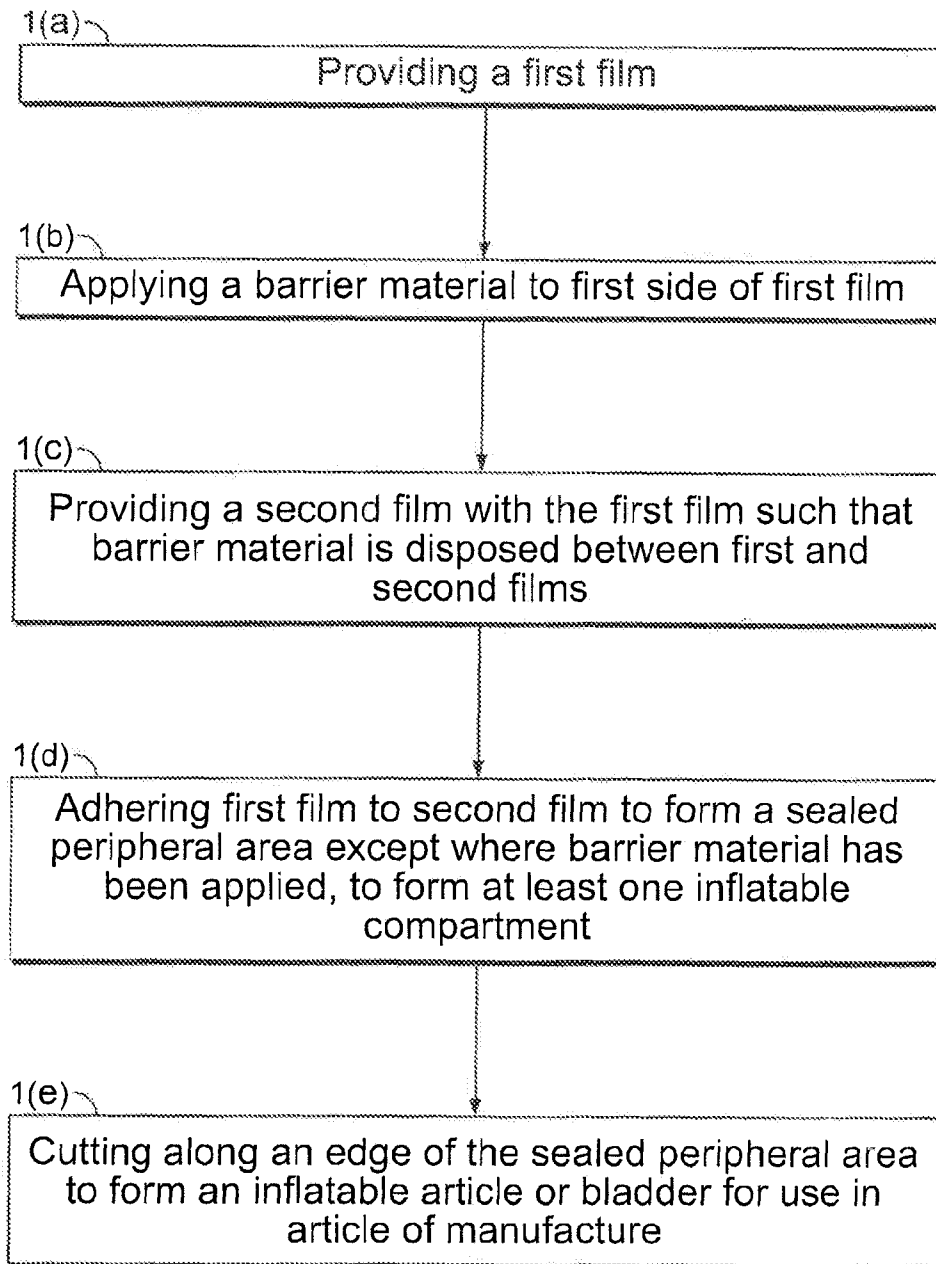 1(a)
Providing a first film
1(b)
Applying a barrier material to first side of first film
1(c)
Providing a second film with the first film such that
barrier material is disposed between first and
second films
1(d)
Adhering first film to second film to form a sealed
peripheral area except where barrier material has
been applied, to form at least one inflatable
compartment
1(e)
Cutting along an edge of the sealed peripheral area
to form an inflatable article or bladder for use in
article of manufacture